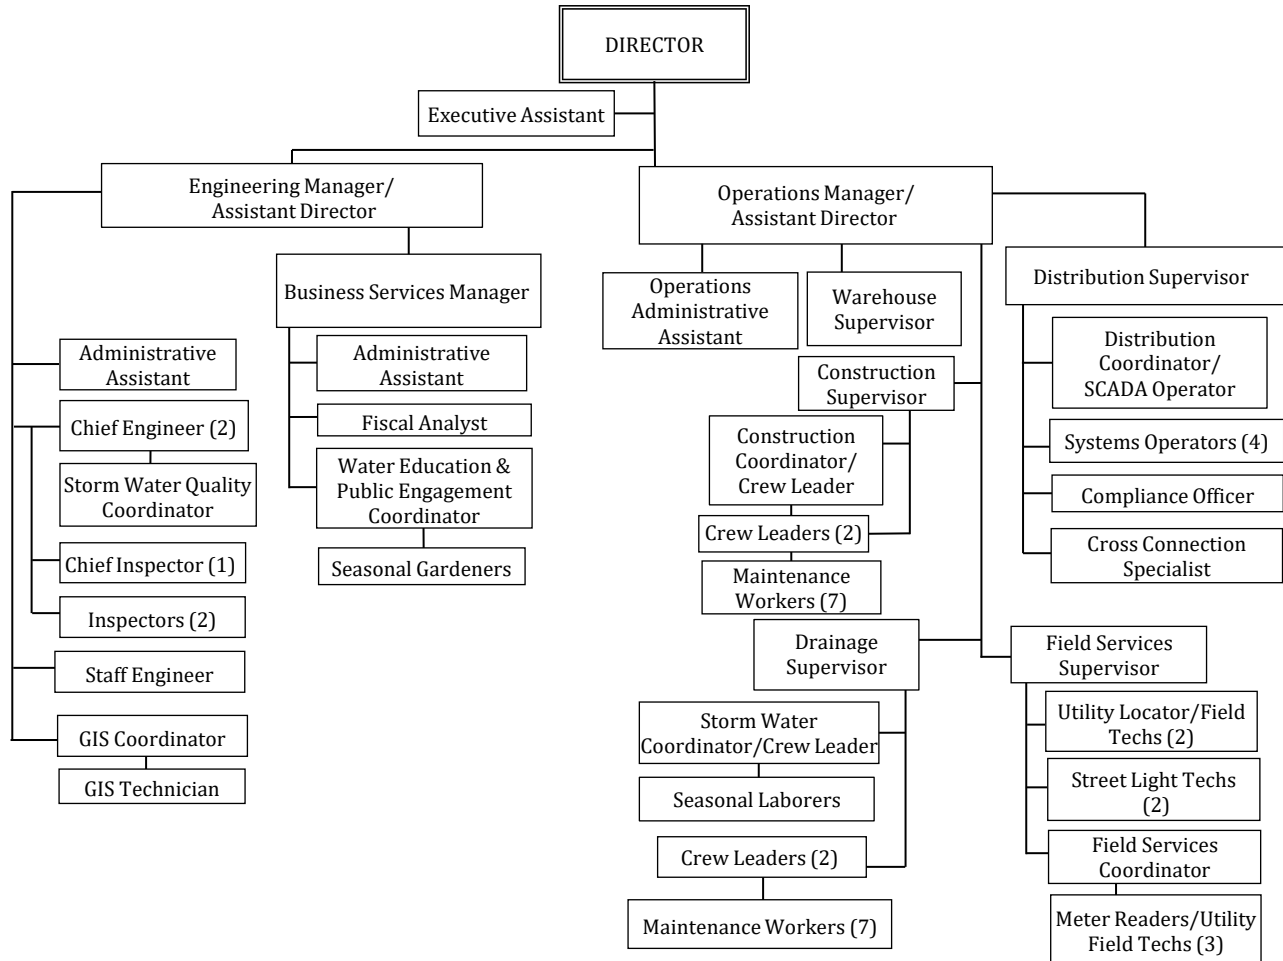 DIRECTOR
Executive Assistant
Engineering Manager/
Assistant Director
Operations Manager/
Assistant Director
Business Services Manager
Operations
Administrative
Assistant
Warehouse
Supervisor
Distribution Supervisor
Administrative
Assistant
Chief Engineer (2)
Storm Water Quality
Coordinator
Chief Inspector (1)
Inspectors (2)
Staff Engineer
GIS Coordinator
GIS Technician
Administrative
Assistant
Fiscal Analyst
Water Education &
Public Engagement
Coordinator
Seasonal Gardeners
Construction
Supervisor
Construction
Coordinator/
Crew Leader
Crew Leaders (2)
Maintenance
Workers (7)
Drainage
Supervisor
Storm Water
Coordinator/Crew Leader
Seasonal Laborers
Crew Leaders (2)
Maintenance Workers (7)
Distribution
Coordinator/
SCADA Operator
Systems Operators (4)
Compliance Officer
Cross Connection
Specialist
Field Services
Supervisor
Utility Locator/Field
Techs (2)
Street Light Techs
(2)
Field Services
Coordinator
Meter Readers/Utility
Field Techs (3)